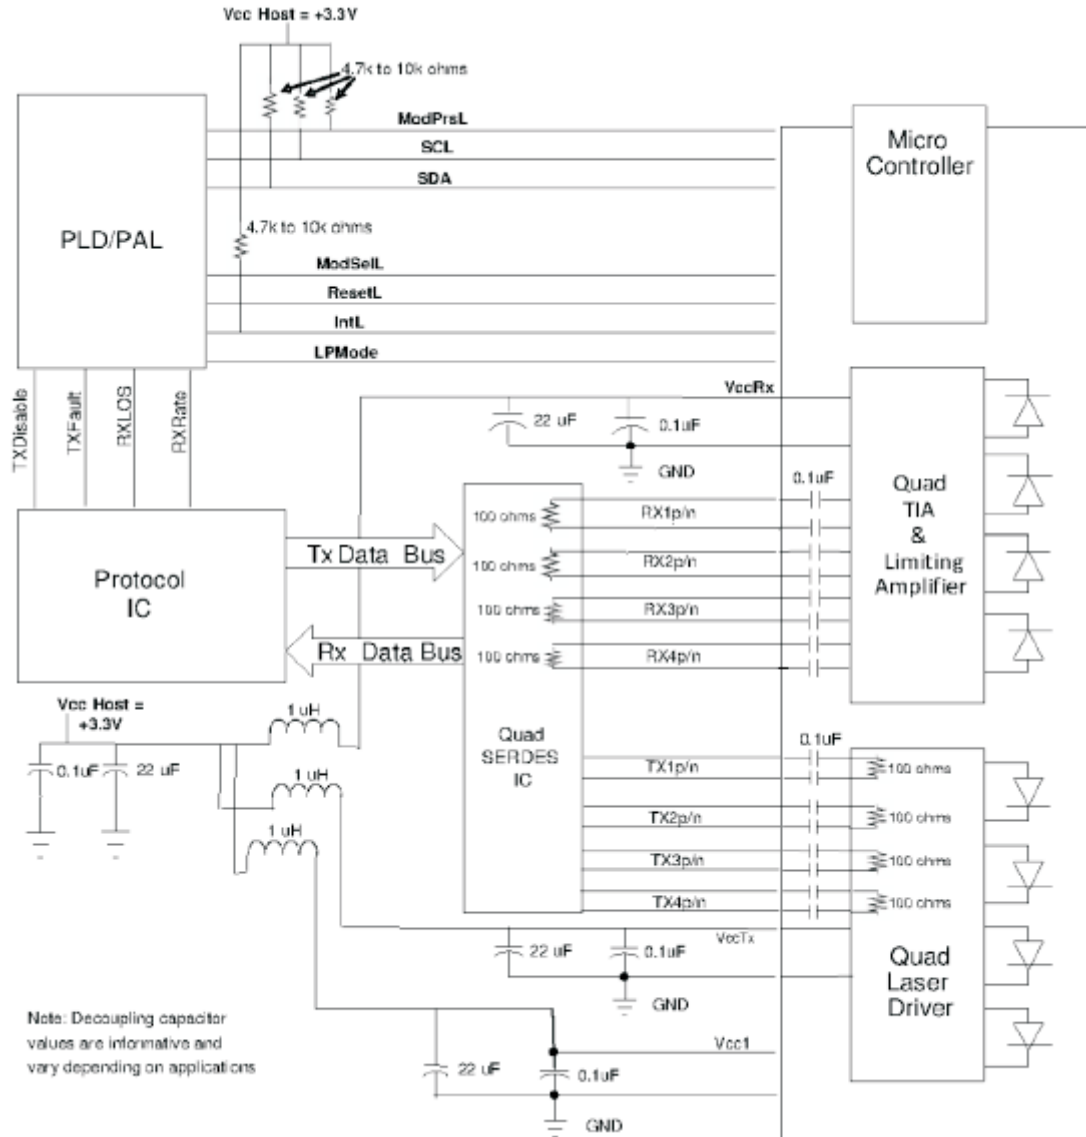 Vcc Host = +3.3V
4.7k to 10k ohms
ModPrsL
SCL
SDA
Micro
Controller
PLD/PAL
4.7k to 10k ohms
ModSelL
ResetL
IntL
LPMode
TXDisable
TXFault
RXLOS
RXRate
VccRx
22 uF
0.1uF
GND
0.1uF
Quad
TIA
&
Limiting
Amplifier
100 ohms
RX1p/n
100 ohms
RX2p/n
100 ohms
RX3p/n
100 ohms
RX4p/n
Tx Data Bus
Protocol
IC
Rx Data Bus
Vcc Host =
+3.3V
0.1uF
22 uF
1 uH
1 uH
1 uH
Quad
SERDES
IC
0.1uF
TX1p/n
100 ohms
TX2p/n
100 ohms
TX3p/n
100 ohms
TX4p/n
100 ohms
VccTx
22 uF
0.1uF
GND
Quad
Laser
Driver
Note: Decoupling capacitor
values are informative and
vary depending on applications
Vcc1
22 uF
0.1uF
GND